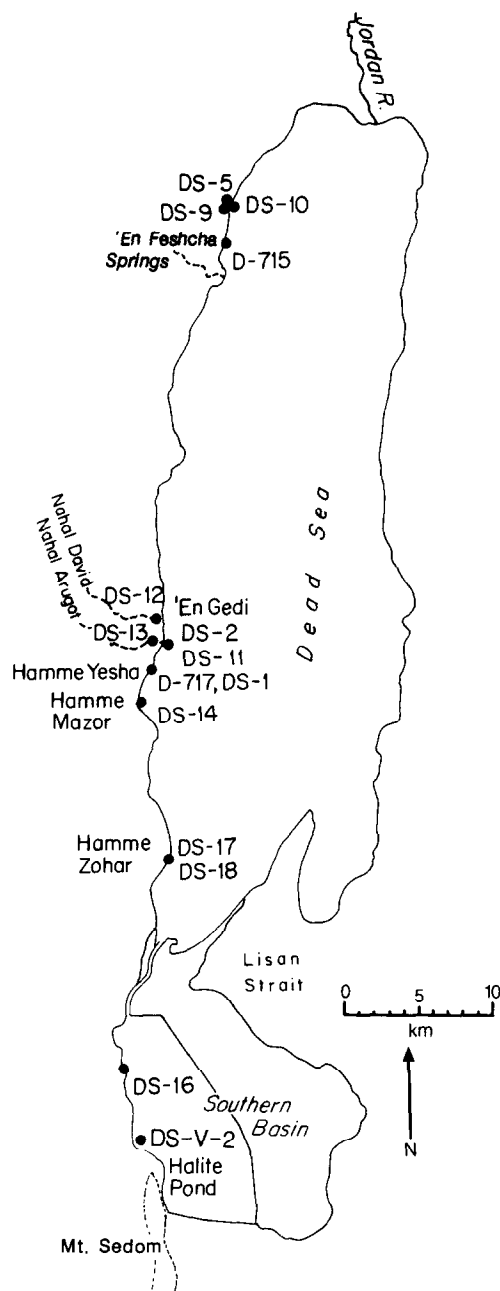 Jordan R.
DS-5
DS-9
DS-10
'En Feshcha
Springs
D-715
Dead Sea
Nahal David
Nahal Arugot
DS-12
'En Gedi
DS-13
DS-2
DS-11
Hamme Yesha
D-717, DS-1
Hamme
Mazor
DS-14
Hamme
Zohar
DS-17
DS-18
Lisan
Strait
0 5 10
km
DS-16
Southern
Basin
N
DS-V-2
Halite
Pond
Mt. Sedom